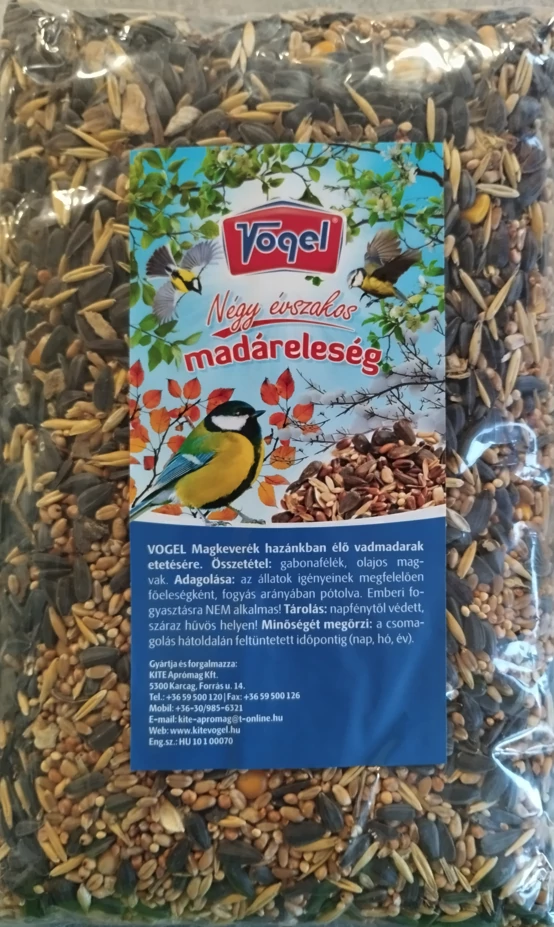 Vogel
Négy évszakos
madáreleség
VOGEL Magkeverék hazánkban élő vadmadarak
etetésére. Összetétel: gabonafélék, olajos mag-
vak. Adagolása: az állatok igényeinek megfelelően
főeleségként, fogyás arányában pótolva. Emberi fo-
gyasztásra NEM alkalmas! Tárolás: napfénytől védett,
száraz hűvös helyen! Minőségét megőrzi: a csoma-
golás hátoldalán feltüntetett időpontig (nap, hó, év).
Gyártja és forgalmazza:
KITE Aprómag Kft.
5300 Karcag, Forrás u. 14.
Tel.: +36 59 500 120 | Fax: +36 59 500 126
Mobil: +36-30/985-6321
E-mail: kite-apromag@t-online.hu
Web: www.kitevogel.hu
Eng.sz.: HU 10 1 00070